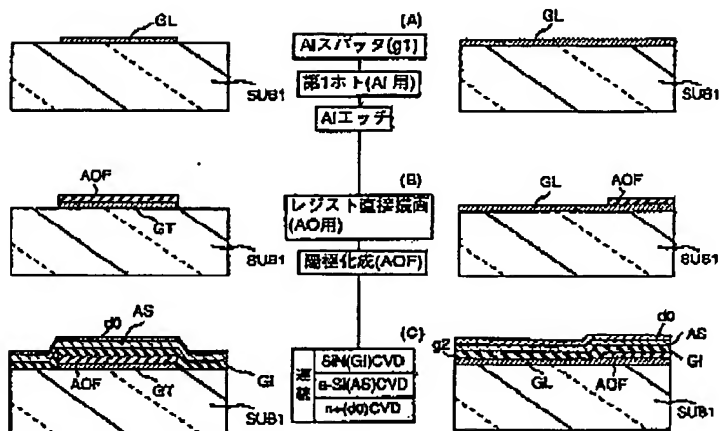 (A)
GL
SUB1
Alスパッタ(g1)
第1ホト(Al用)
Alエッチ
GL
SUB1
(B)
AOF
GT
SUB1
レジスト直接描画
(AO用)
陽極化成(AOF)
GL
AOF
SUB1
(C)
d0
AS
GI
AOF
GT
SUB1
連続
SiN(GI)CVD
a-Si(AS)CVD
n+(d0)CVD
d0
AS
g2
GI
GL
AOF
SUB1